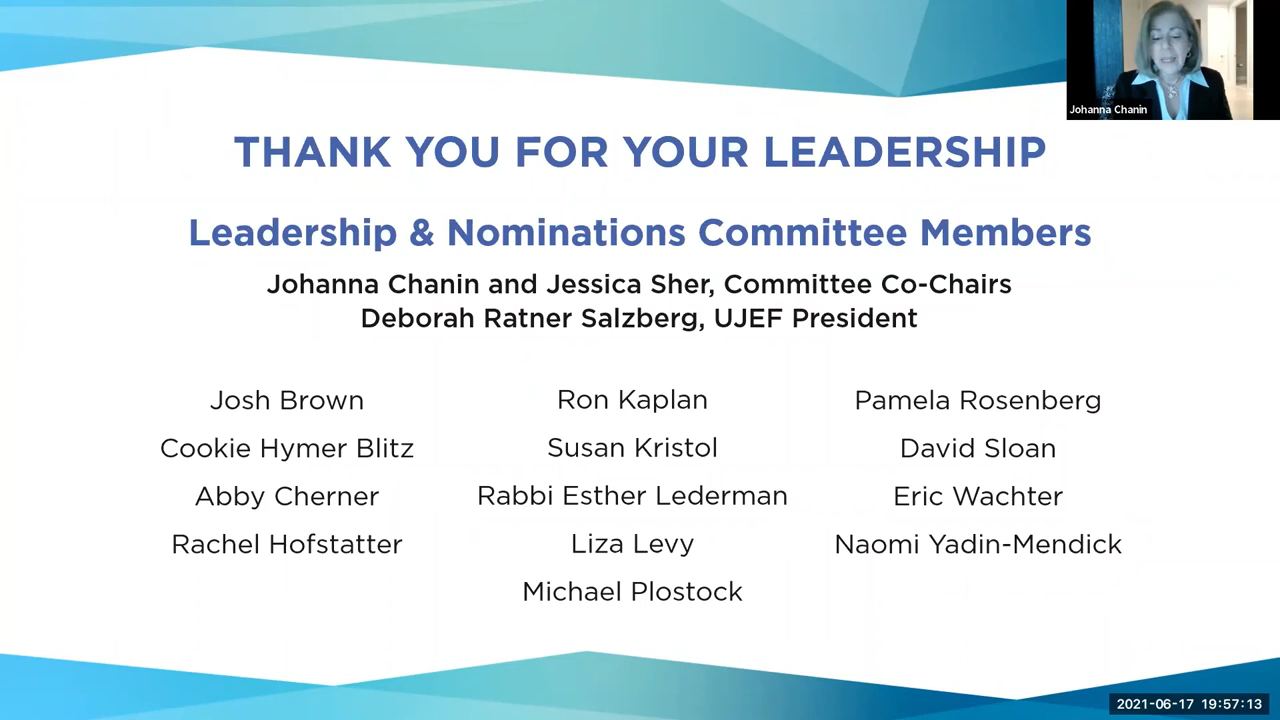 Johanna Chanin
THANK YOU FOR YOUR LEADERSHIP
Leadership & Nominations Committee Members
Johanna Chanin and Jessica Sher, Committee Co-Chairs
Deborah Ratner Salzberg, UJEF President
Josh Brown
Cookie Hymer Blitz
Abby Cherner
Rachel Hofstatter
Ron Kaplan
Susan Kristol
Rabbi Esther Lederman
Liza Levy
Michael Plostock
Pamela Rosenberg
David Sloan
Eric Wachter
Naomi Yadin-Mendick
2021-06-17 19:57:13